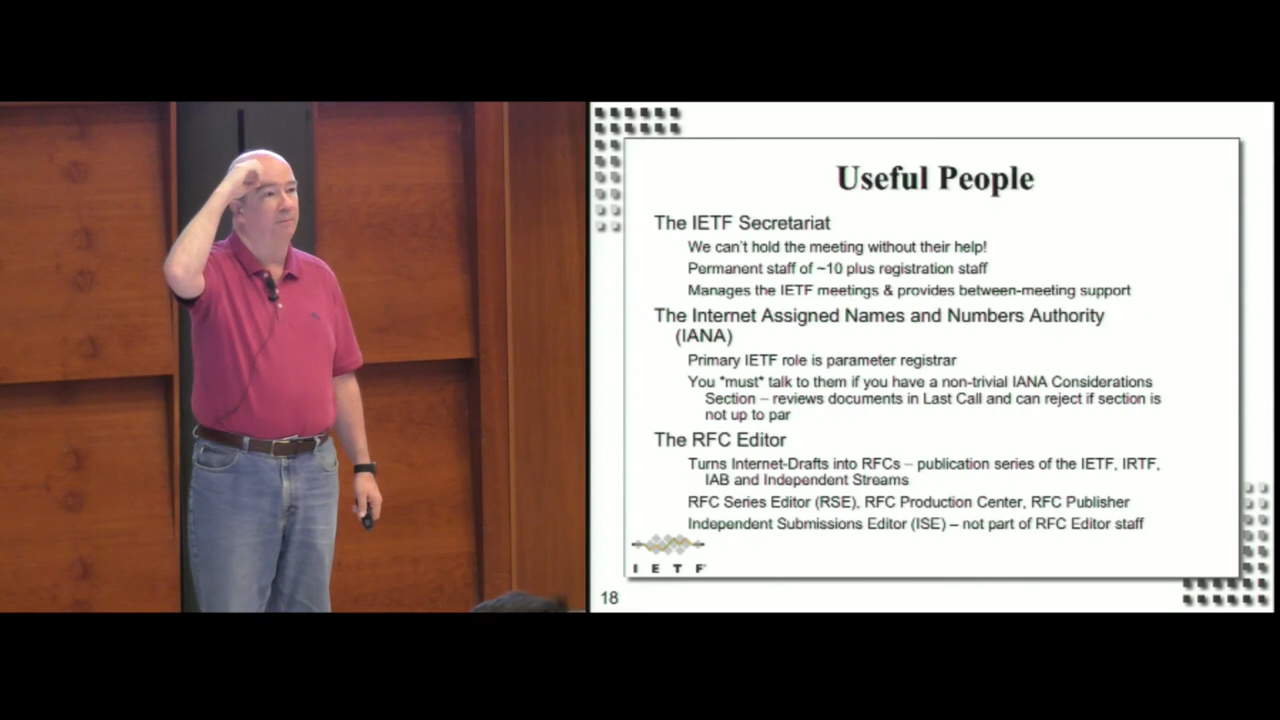 Useful People
The IETF Secretariat
We can't hold the meeting without their help!
Permanent staff of ~10 plus registration staff
Manages the IETF meetings & provides between-meeting support
The Internet Assigned Names and Numbers Authority
(IANA)
Primary IETF role is parameter registrar
You *must* talk to them if you have a non-trivial IANA Considerations
Section – reviews documents in Last Call and can reject if section is
not up to par
The RFC Editor
Turns Internet-Drafts into RFCs – publication series of the IETF, IRTF,
IAB and Independent Streams
RFC Series Editor (RSE), RFC Production Center, RFC Publisher
Independent Submissions Editor (ISE) – not part of RFC Editor staff
I E T F
18